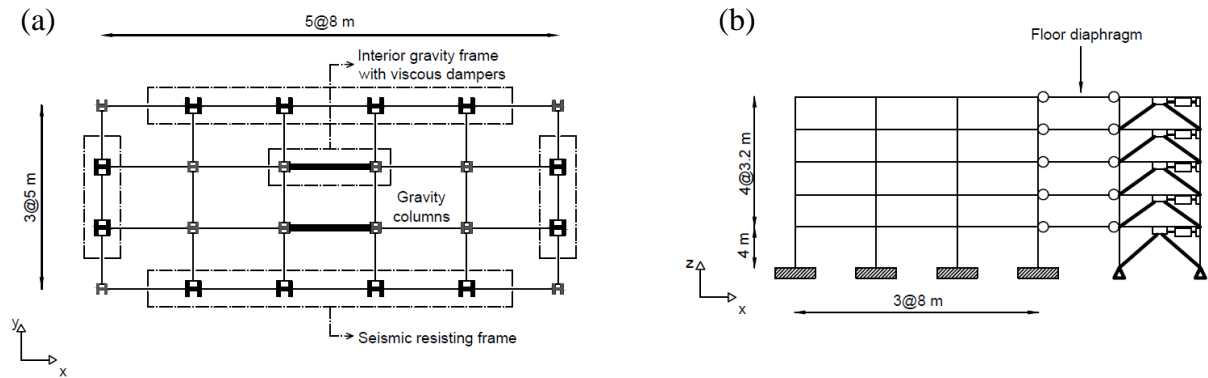 (a)
5@8 m
Interior gravity frame
with viscous dampers
3@5 m
Gravity
columns
Seismic resisting frame
y
x
(b)
Floor diaphragm
4@3.2 m
4 m
z
x
3@8 m